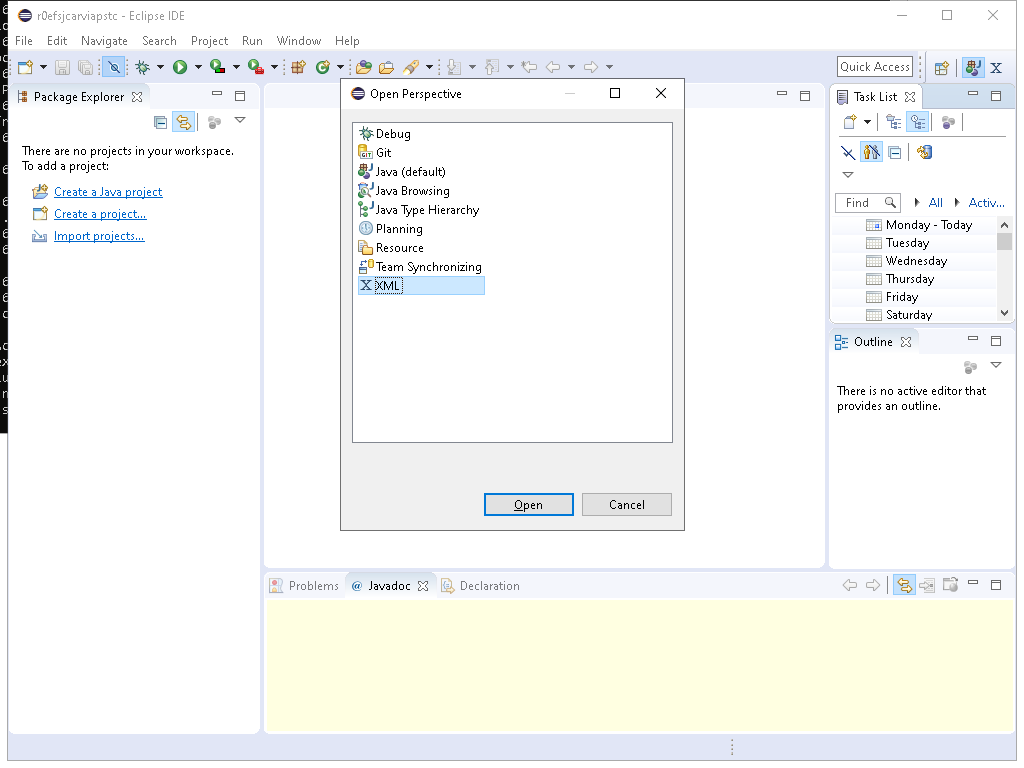 r0efsjcarviapstc - Eclipse IDE
File Edit Navigate Search Project Run Window Help
Quick Access
Package Explorer
There are no projects in your workspace.
To add a project:
Create a Java project
Create a project...
Import projects...
Open Perspective
Debug
GIT Git
Java (default)
Java Browsing
Java Type Hierarchy
Planning
Resource
Team Synchronizing
X XML
Open Cancel
Task List
Find All Activ...
Monday - Today
Tuesday
Wednesday
Thursday
Friday
Saturday
Outline
There is no active editor that
provides an outline.
Problems @ Javadoc Declaration